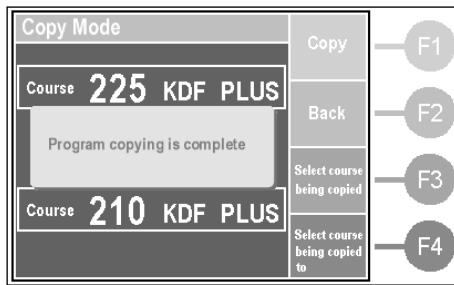 Copy Mode
Copy
F1
Course 225 KDF PLUS
Back
F2
Program copying is complete
Select course
being copied
F3
Course 210 KDF PLUS
Select course
being copied
to
F4